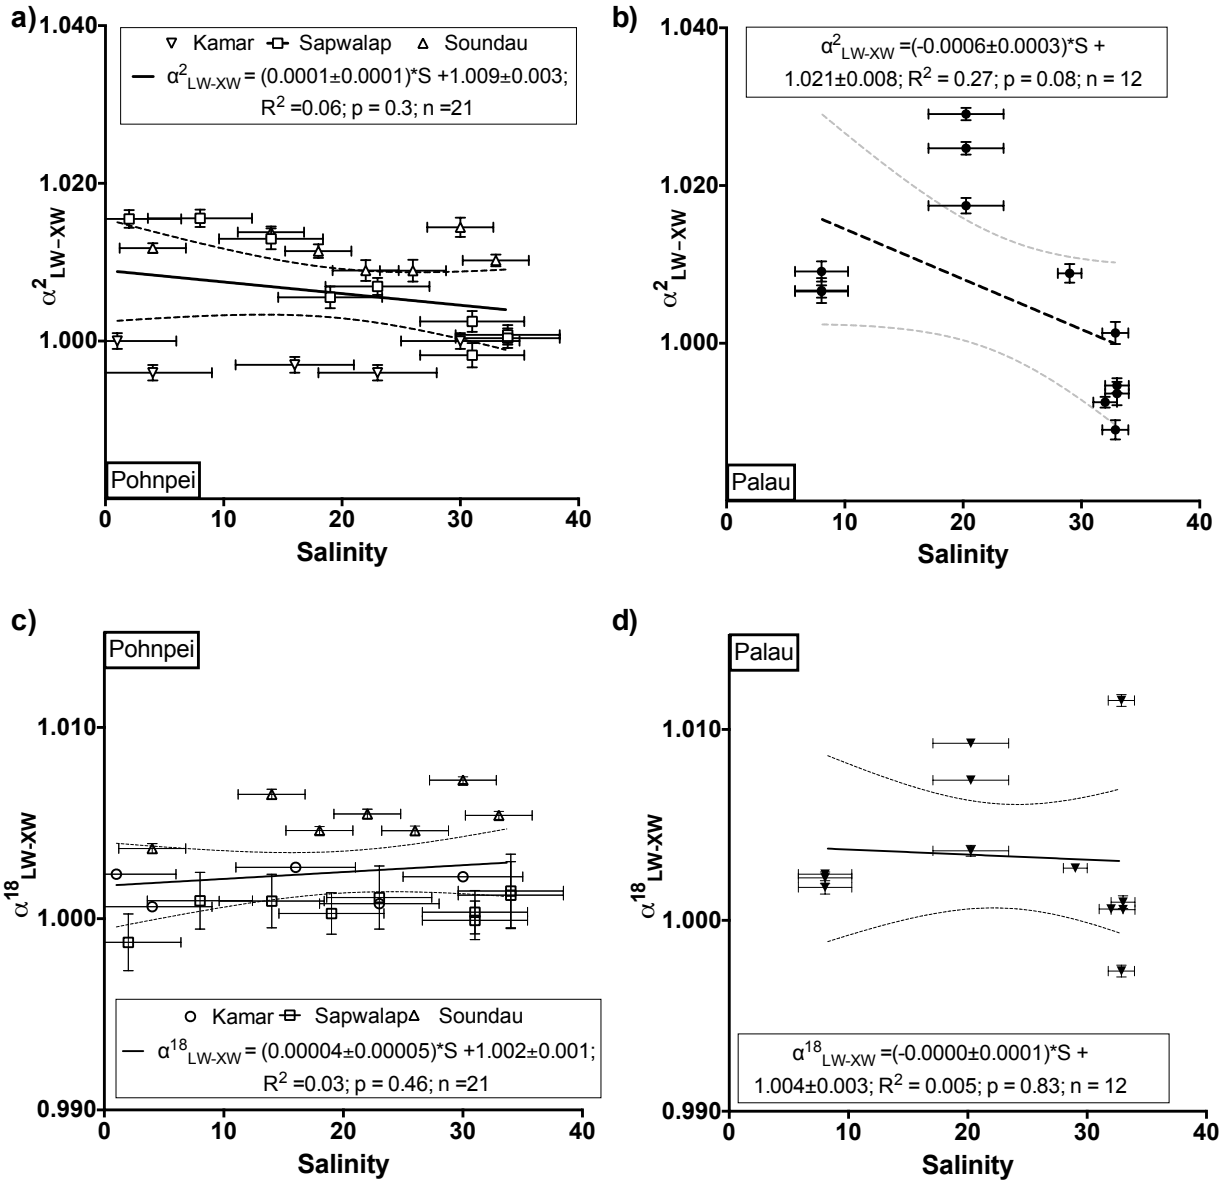 a)
1.040
Kamar Sapwalap Soundau
α²LW-XW = (0.0001±0.0001)*S +1.009±0.003;
R² =0.06; p = 0.3; n =21
1.020
1.000
α²LW–XW
Pohnpei
0 10 20 30 40
Salinity
b)
1.040
α²LW-XW =(-0.0006±0.0003)*S +
1.021±0.008; R² = 0.27; p = 0.08; n = 12
1.020
1.000
α²LW-XW
Palau
0 10 20 30 40
Salinity
c)
Pohnpei
1.010
1.000
0.990
α¹⁸LW-XW
Kamar Sapwalap Soundau
α¹⁸LW-XW = (0.00004±0.00005)*S +1.002±0.001;
R² =0.03; p = 0.46; n =21
0 10 20 30 40
Salinity
d)
Palau
1.010
1.000
0.990
α¹⁸LW-XW
α¹⁸LW-XW =(-0.0000±0.0001)*S +
1.004±0.003; R² = 0.005; p = 0.83; n = 12
0 10 20 30 40
Salinity